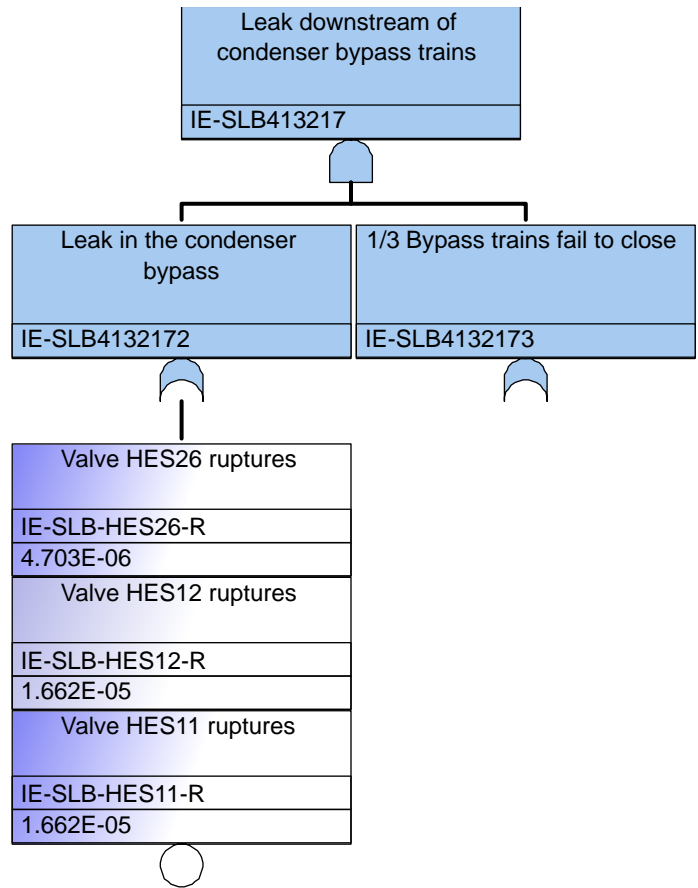 Leak downstream of
condenser bypass trains
IE-SLB413217
Leak in the condenser
bypass
IE-SLB4132172
1/3 Bypass trains fail to close
IE-SLB4132173
Valve HES26 ruptures
IE-SLB-HES26-R
4.703E-06
Valve HES12 ruptures
IE-SLB-HES12-R
1.662E-05
Valve HES11 ruptures
IE-SLB-HES11-R
1.662E-05